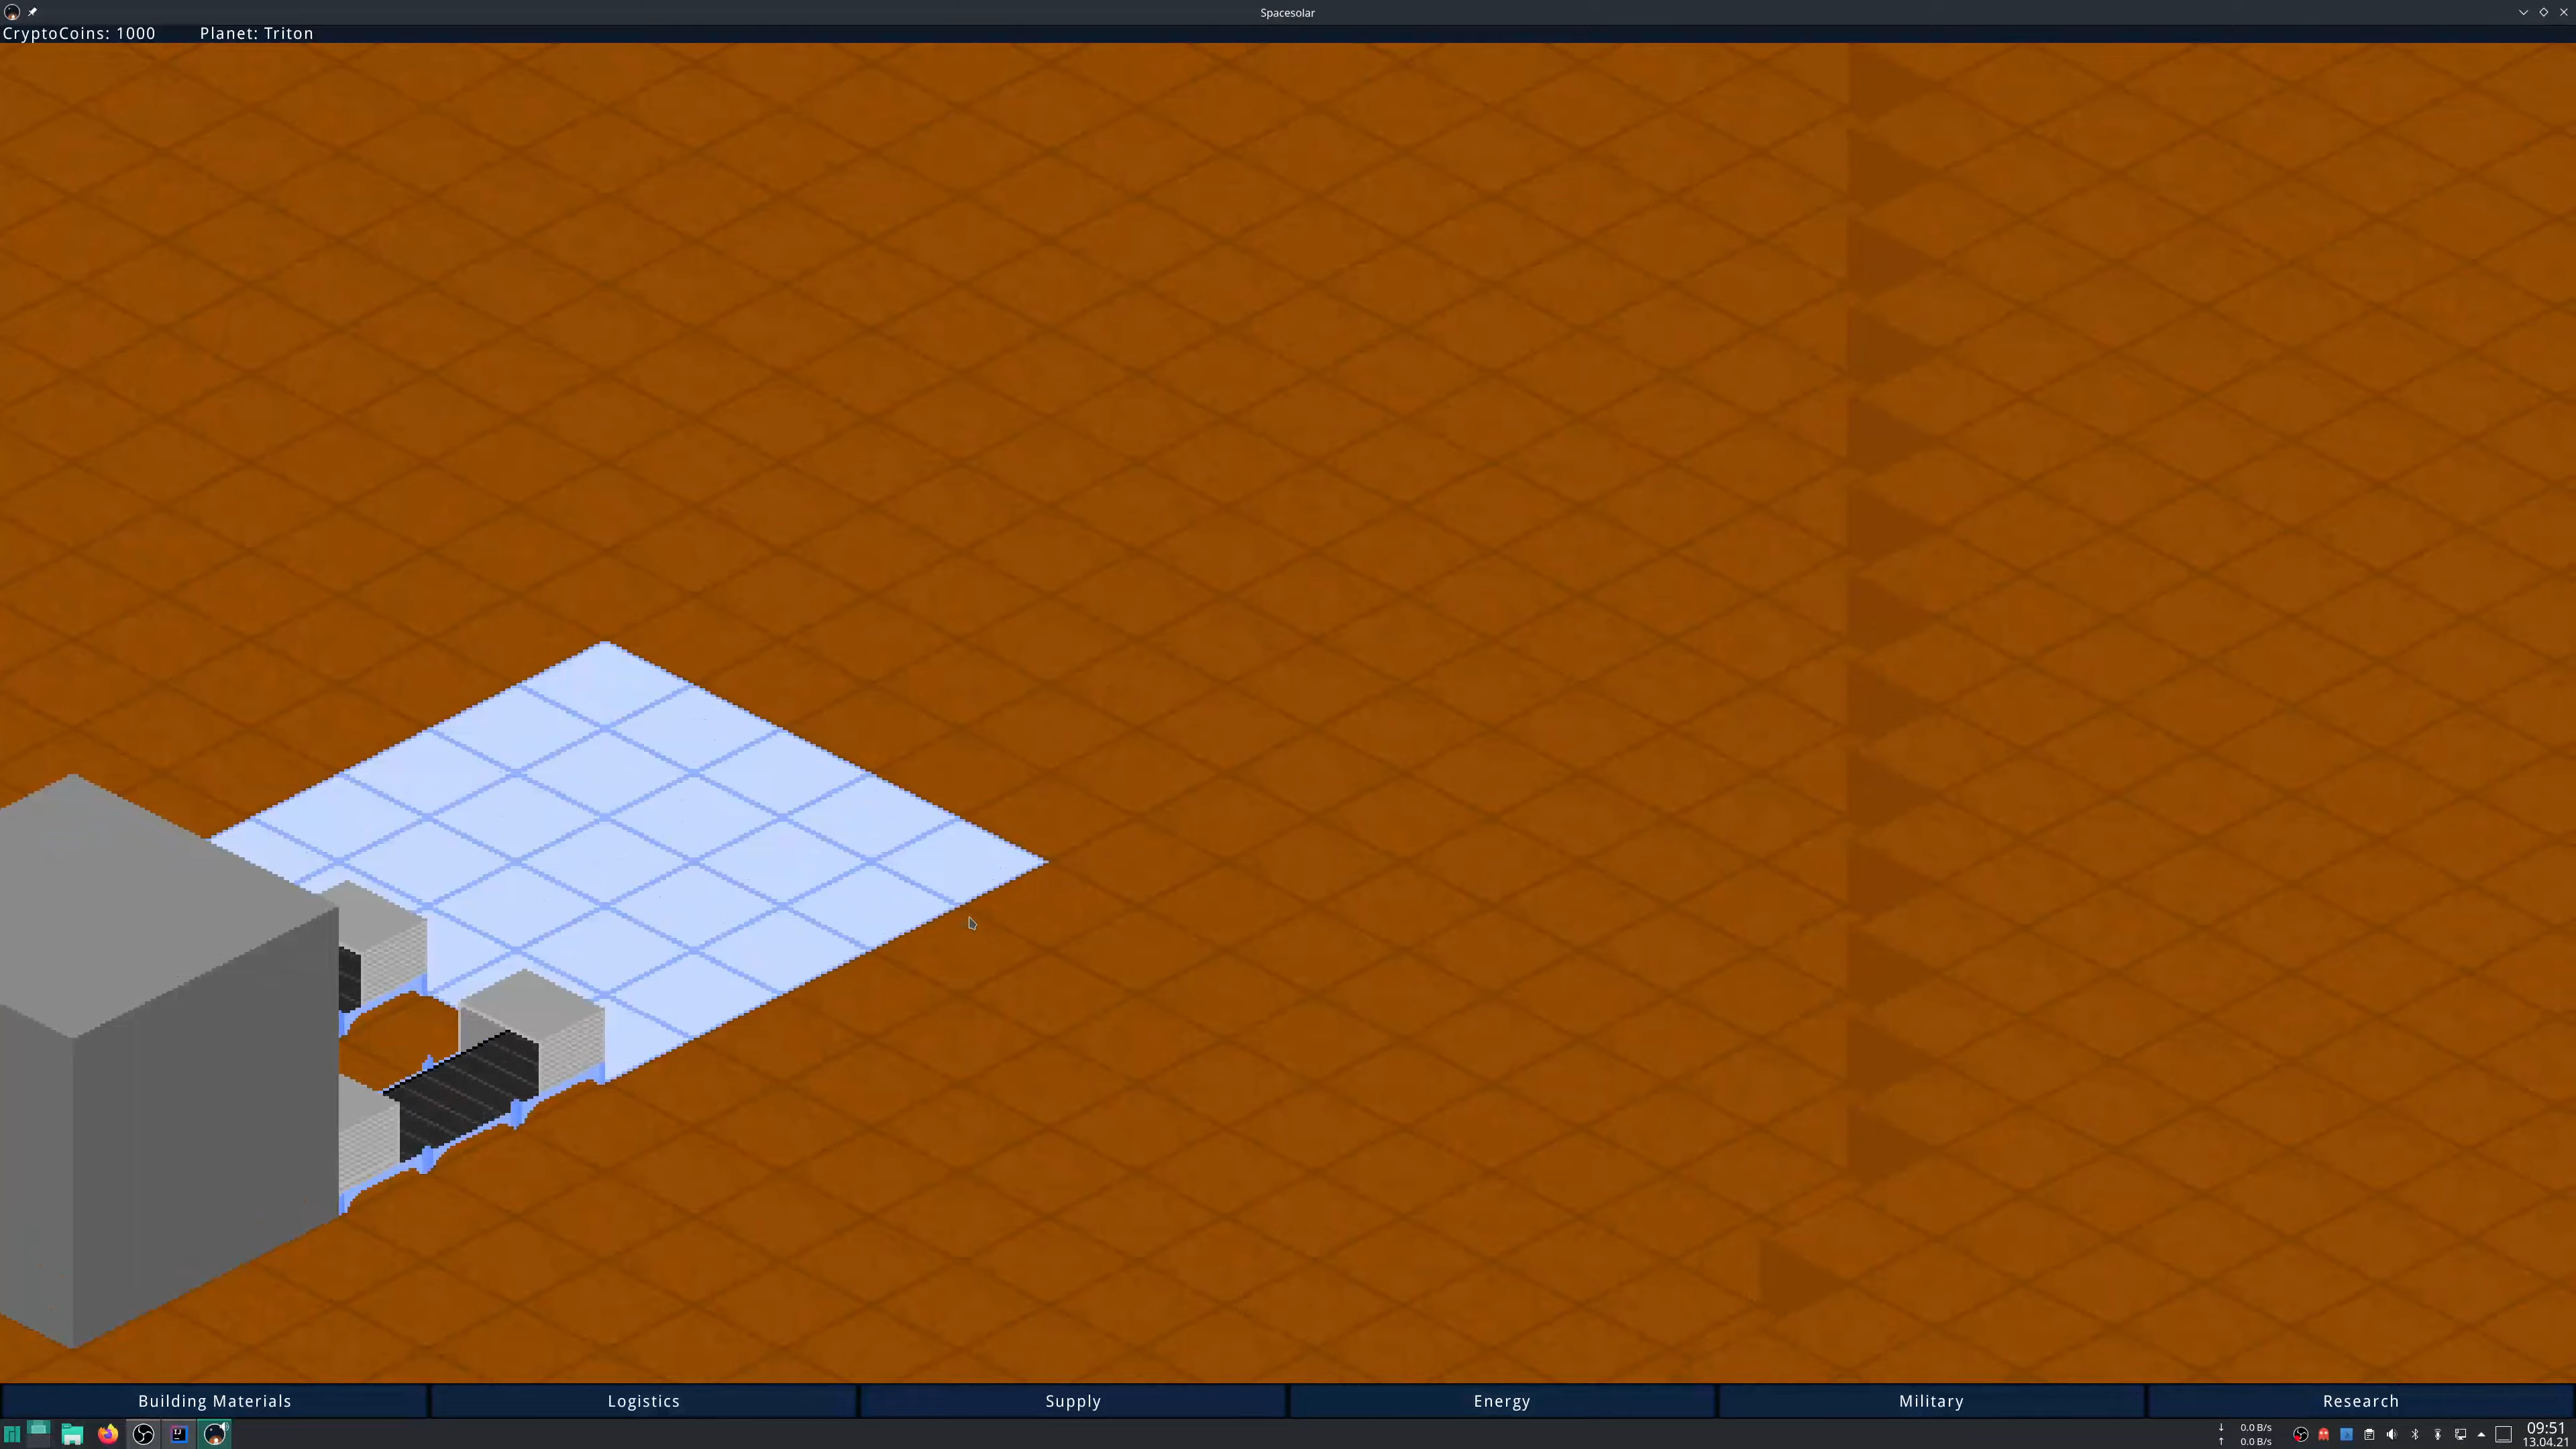 Spacesolar
CryptoCoins: 1000 Planet: Triton
Building Materials Logistics Supply Energy Military Research
↓ 0.0 B/s
↑ 0.0 B/s
09:51
13.04.21